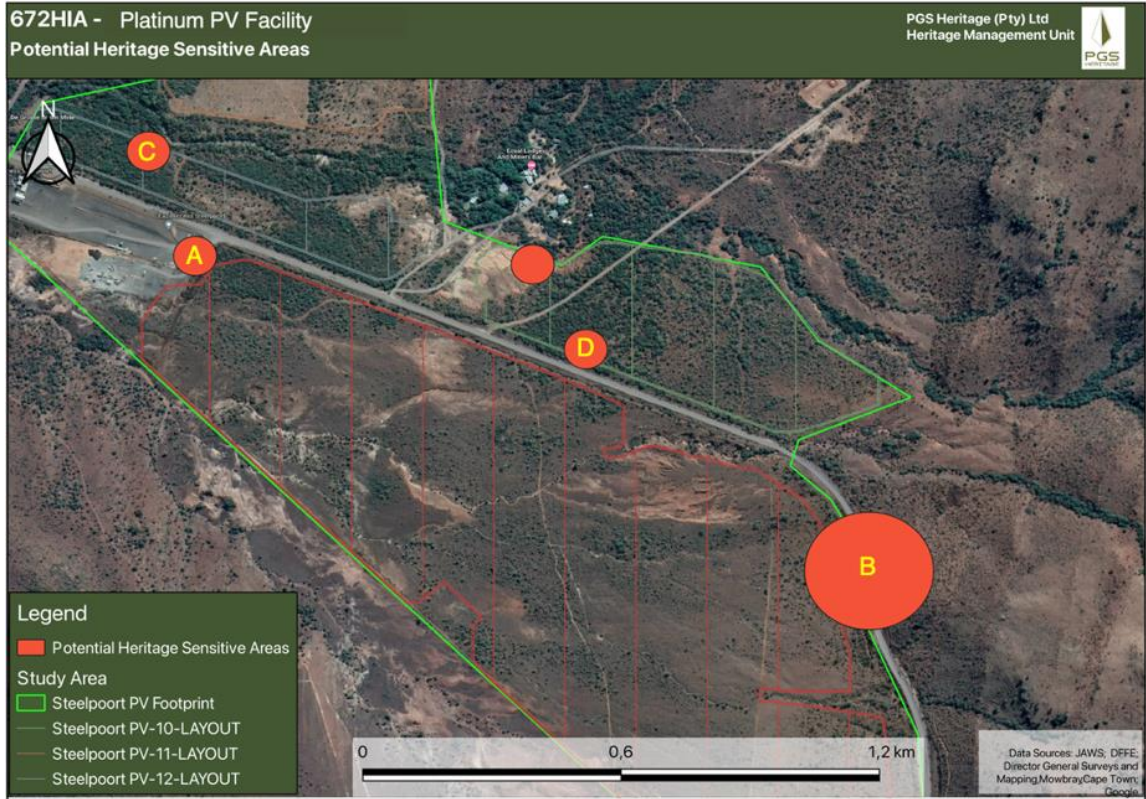 672HIA - Platinum PV Facility
Potential Heritage Sensitive Areas
PGS Heritage (Pty) Ltd
Heritage Management Unit
PGS
HERITAGE
N
C
A
D
B
Legend
Potential Heritage Sensitive Areas
Study Area
Steelpoort PV Footprint
Steelpoort PV-10-LAYOUT
Steelpoort PV-11-LAYOUT
Steelpoort PV-12-LAYOUT
0 0,6 1,2 km
Data Sources: JAWS; DFFE;
Director General Surveys and
Mapping,Mowbray,Cape Town;
Google